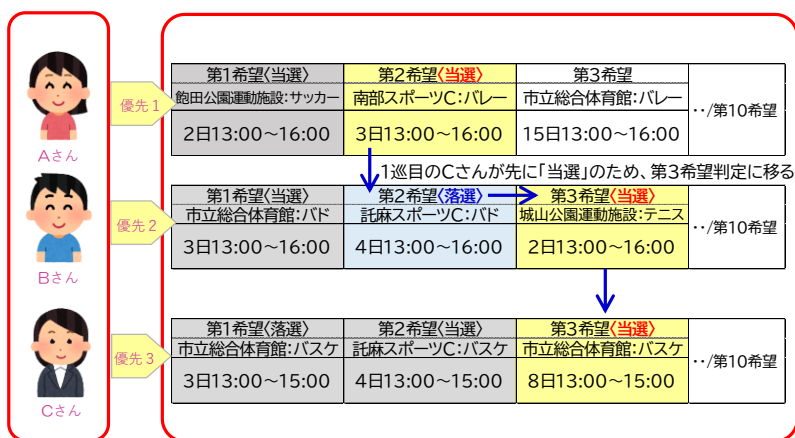 優先1
Aさん
第1希望〈当選〉 第2希望〈当選〉 第3希望
飽田公園運動施設:サッカー 南部スポーツC:バレー 市立総合体育館:バレー
2日13:00~16:00 3日13:00~16:00 15日13:00~16:00
‥/第10希望
1巡目のCさんが先に「当選」のため、第3希望判定に移る
優先2
Bさん
第1希望〈当選〉 第2希望〈落選〉 第3希望〈当選〉
市立総合体育館:バド 託麻スポーツC:バド 城山公園運動施設:テニス
3日13:00~16:00 4日13:00~16:00 2日13:00~16:00
‥/第10希望
優先3
Cさん
第1希望〈落選〉 第2希望〈当選〉 第3希望〈当選〉
市立総合体育館:バスケ 託麻スポーツC:バスケ 市立総合体育館:バスケ
3日13:00~15:00 4日13:00~15:00 8日13:00~15:00
‥/第10希望